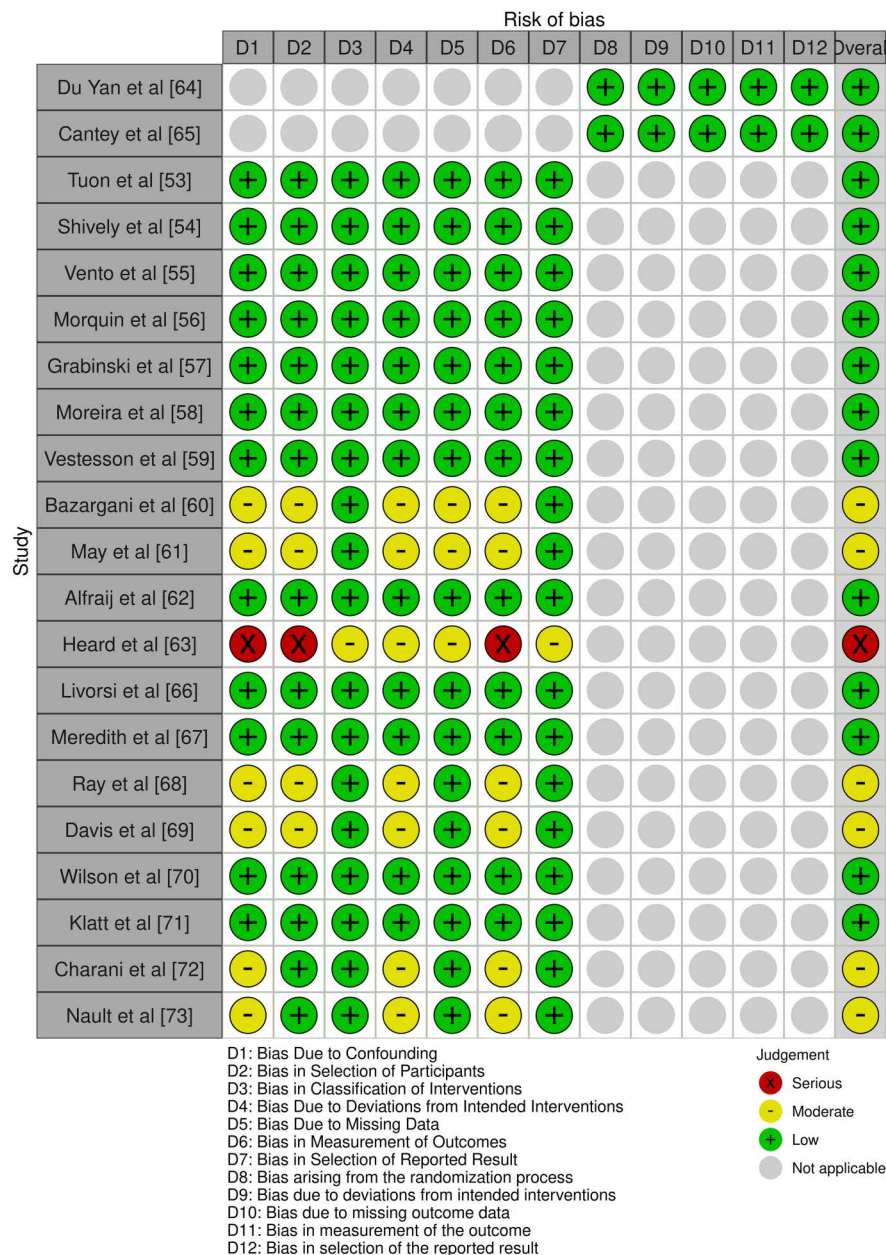 Risk of bias
D1 D2 D3 D4 D5 D6 D7 D8 D9 D10 D11 D12 Overall
Study
Du Yan et al [64] + + + + + +
Cantey et al [65] + + + + + +
Tuon et al [53] + + + + + + + +
Shively et al [54] + + + + + + + +
Vento et al [55] + + + + + + + +
Morquin et al [56] + + + + + + + +
Grabinski et al [57] + + + + + + + +
Moreira et al [58] + + + + + + + +
Vestesson et al [59] + + + + + + + +
Bazargani et al [60] - - + - - - + -
May et al [61] - - + - - - + -
Alfraij et al [62] + + + + + + + +
Heard et al [63] X X - - - X - X
Livorsi et al [66] + + + + + + + +
Meredith et al [67] + + + + + + + +
Ray et al [68] - - + - + - + -
Davis et al [69] - - + - + - + -
Wilson et al [70] + + + + + + + +
Klatt et al [71] + + + + + + + +
Charani et al [72] - + + - + - + -
Nault et al [73] - + + - + - + -
D1: Bias Due to Confounding
D2: Bias in Selection of Participants
D3: Bias in Classification of Interventions
D4: Bias Due to Deviations from Intended Interventions
D5: Bias Due to Missing Data
D6: Bias in Measurement of Outcomes
D7: Bias in Selection of Reported Result
D8: Bias arising from the randomization process
D9: Bias due to deviations from intended interventions
D10: Bias due to missing outcome data
D11: Bias in measurement of the outcome
D12: Bias in selection of the reported result
Judgement
X Serious
- Moderate
+ Low
Not applicable